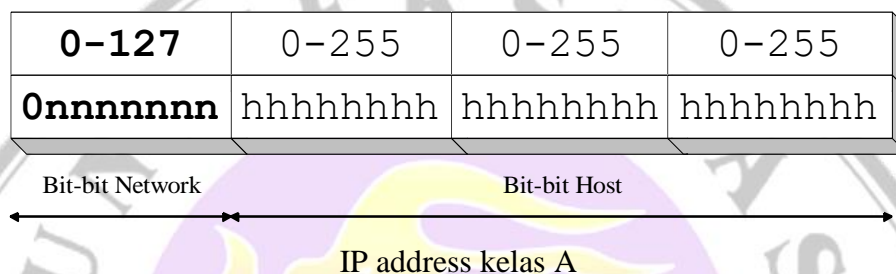 0-127 0-255 0-255 0-255
0nnnnnnn hhhhhhhh hhhhhhhh hhhhhhhh
Bit-bit Network Bit-bit Host
IP address kelas A